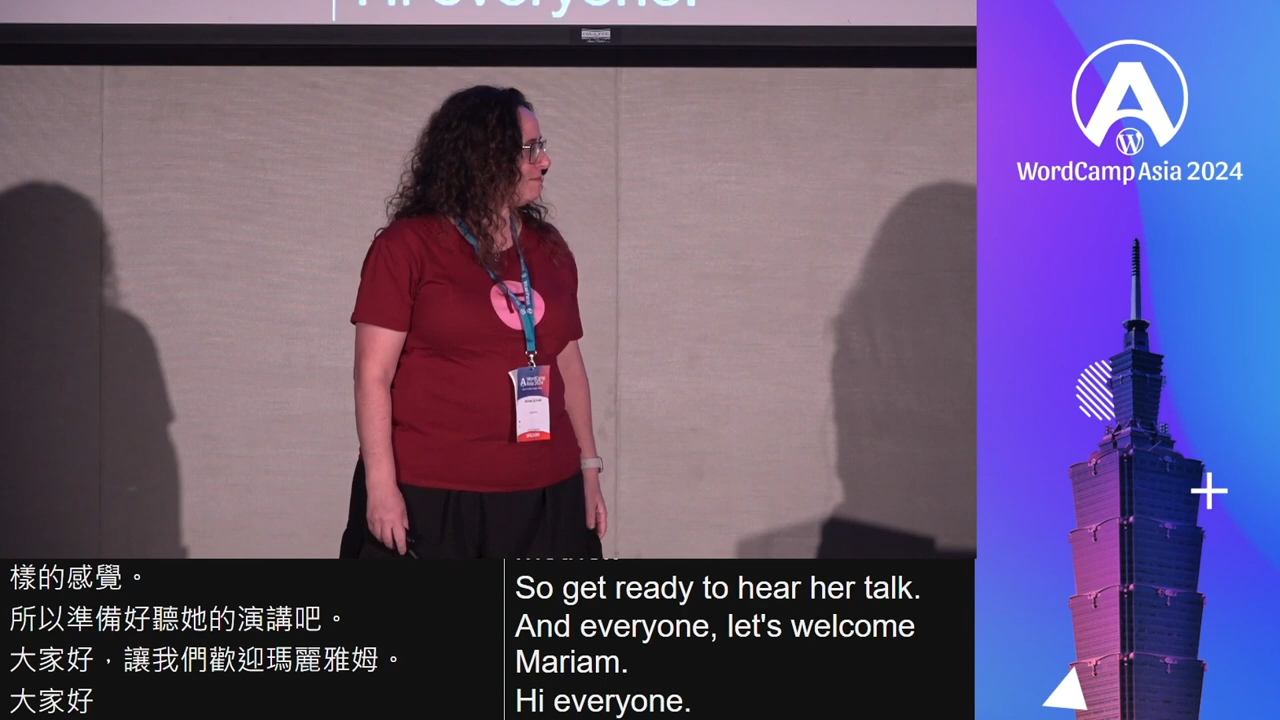 Hi everyone.
WordCamp Asia 2024
樣的感覺。
所以準備好聽她的演講吧。
大家好，讓我們歡迎瑪麗雅姆。
大家好
So get ready to hear her talk.
And everyone, let's welcome
Mariam.
Hi everyone.